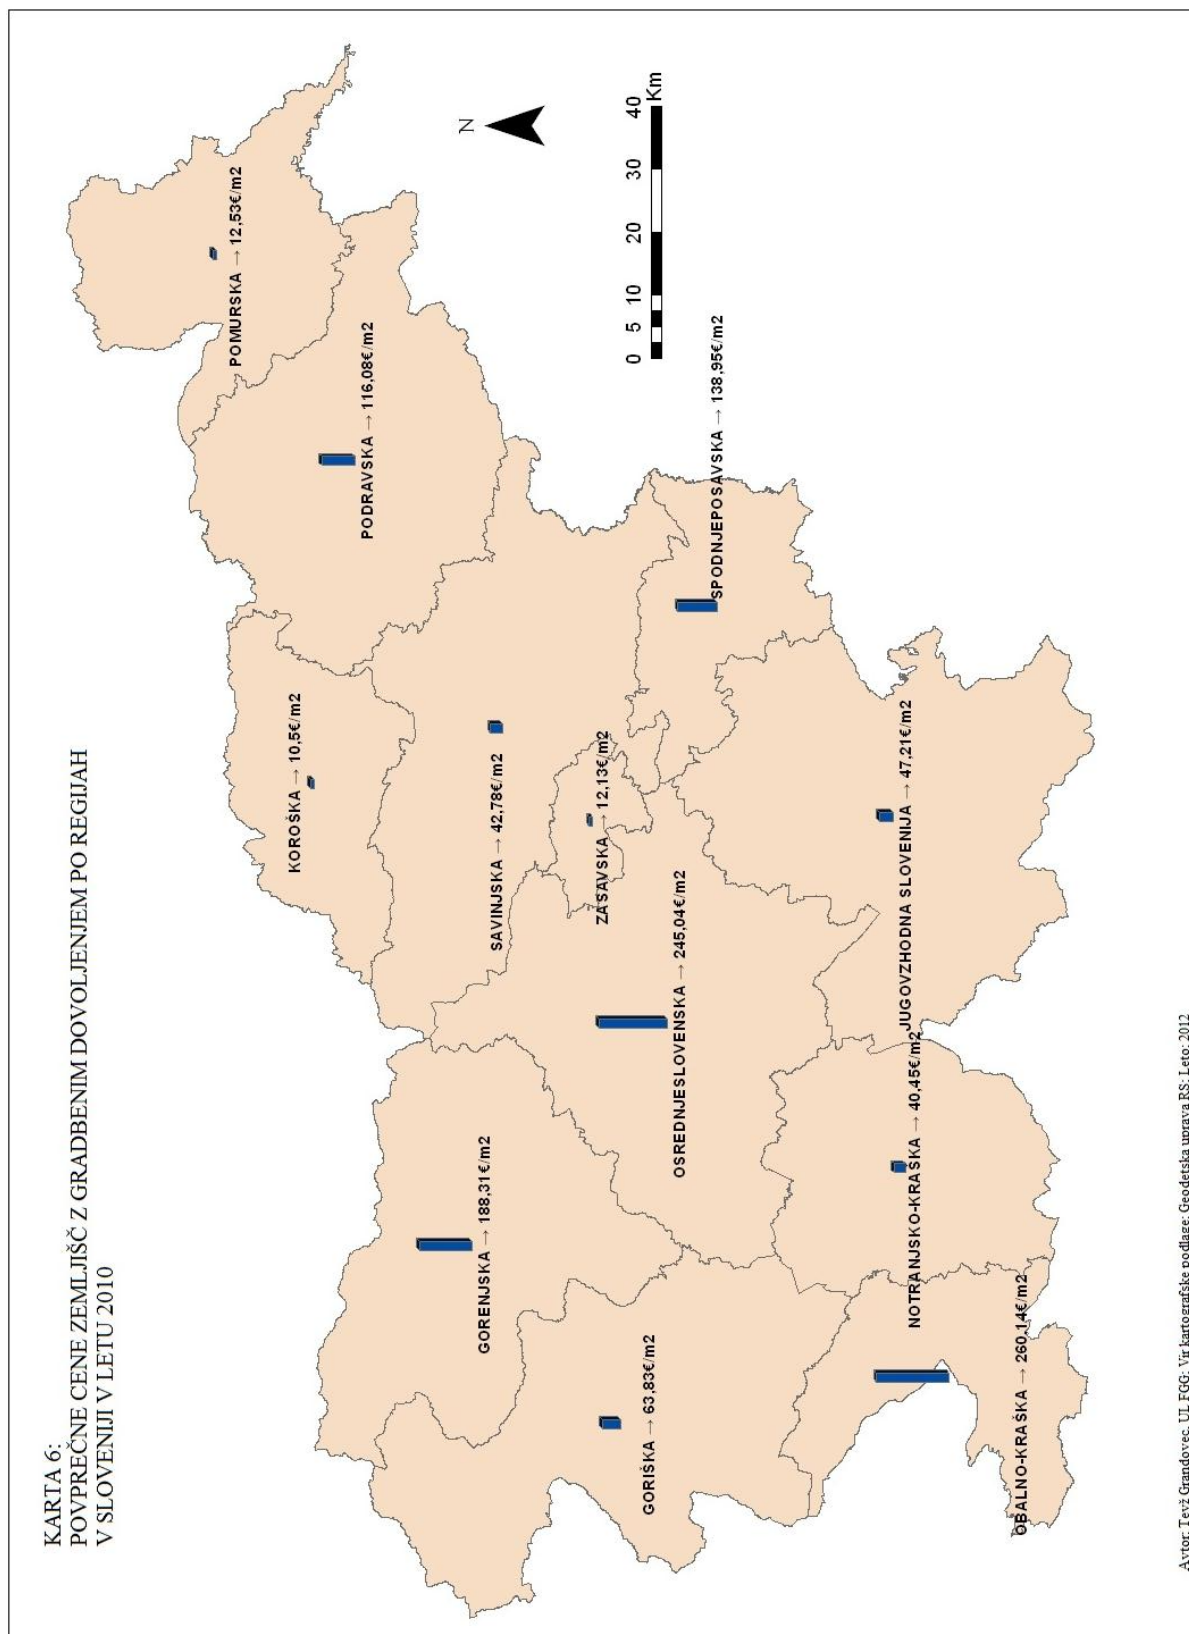 KARTA 6:
POVPREČNE CENE ZEMLJIŠČ Z GRADBENIM DOVOLJENJEM PO REGIJAH
V SLOVENIJI V LETU 2010
POMURSKA → 12,53€/m2
PODRAVSKA → 116,08€/m2
KOROŠKA → 10,5€/m2
SAVINJSKA → 42,78€/m2
ZASAVSKA → 12,13€/m2
SPODNJEPOSAVSKA → 138,95€/m2
GORENJSKA → 188,31€/m2
OSREDNJESLOVENSKA → 245,04€/m2
GORIŠKA → 63,83€/m2
JUGOVZHODNA SLOVENIJA → 47,21€/m2
NOTRANJSKO-KRAŠKA → 40,45€/m2
OBALNO-KRAŠKA → 260,14€/m2
N
0 5 10 20 30 40
Km
Avtor: Tevž Grandovec, UL FGG; Vir kartografske podlage: Geodetska uprava RS; Leto: 2012